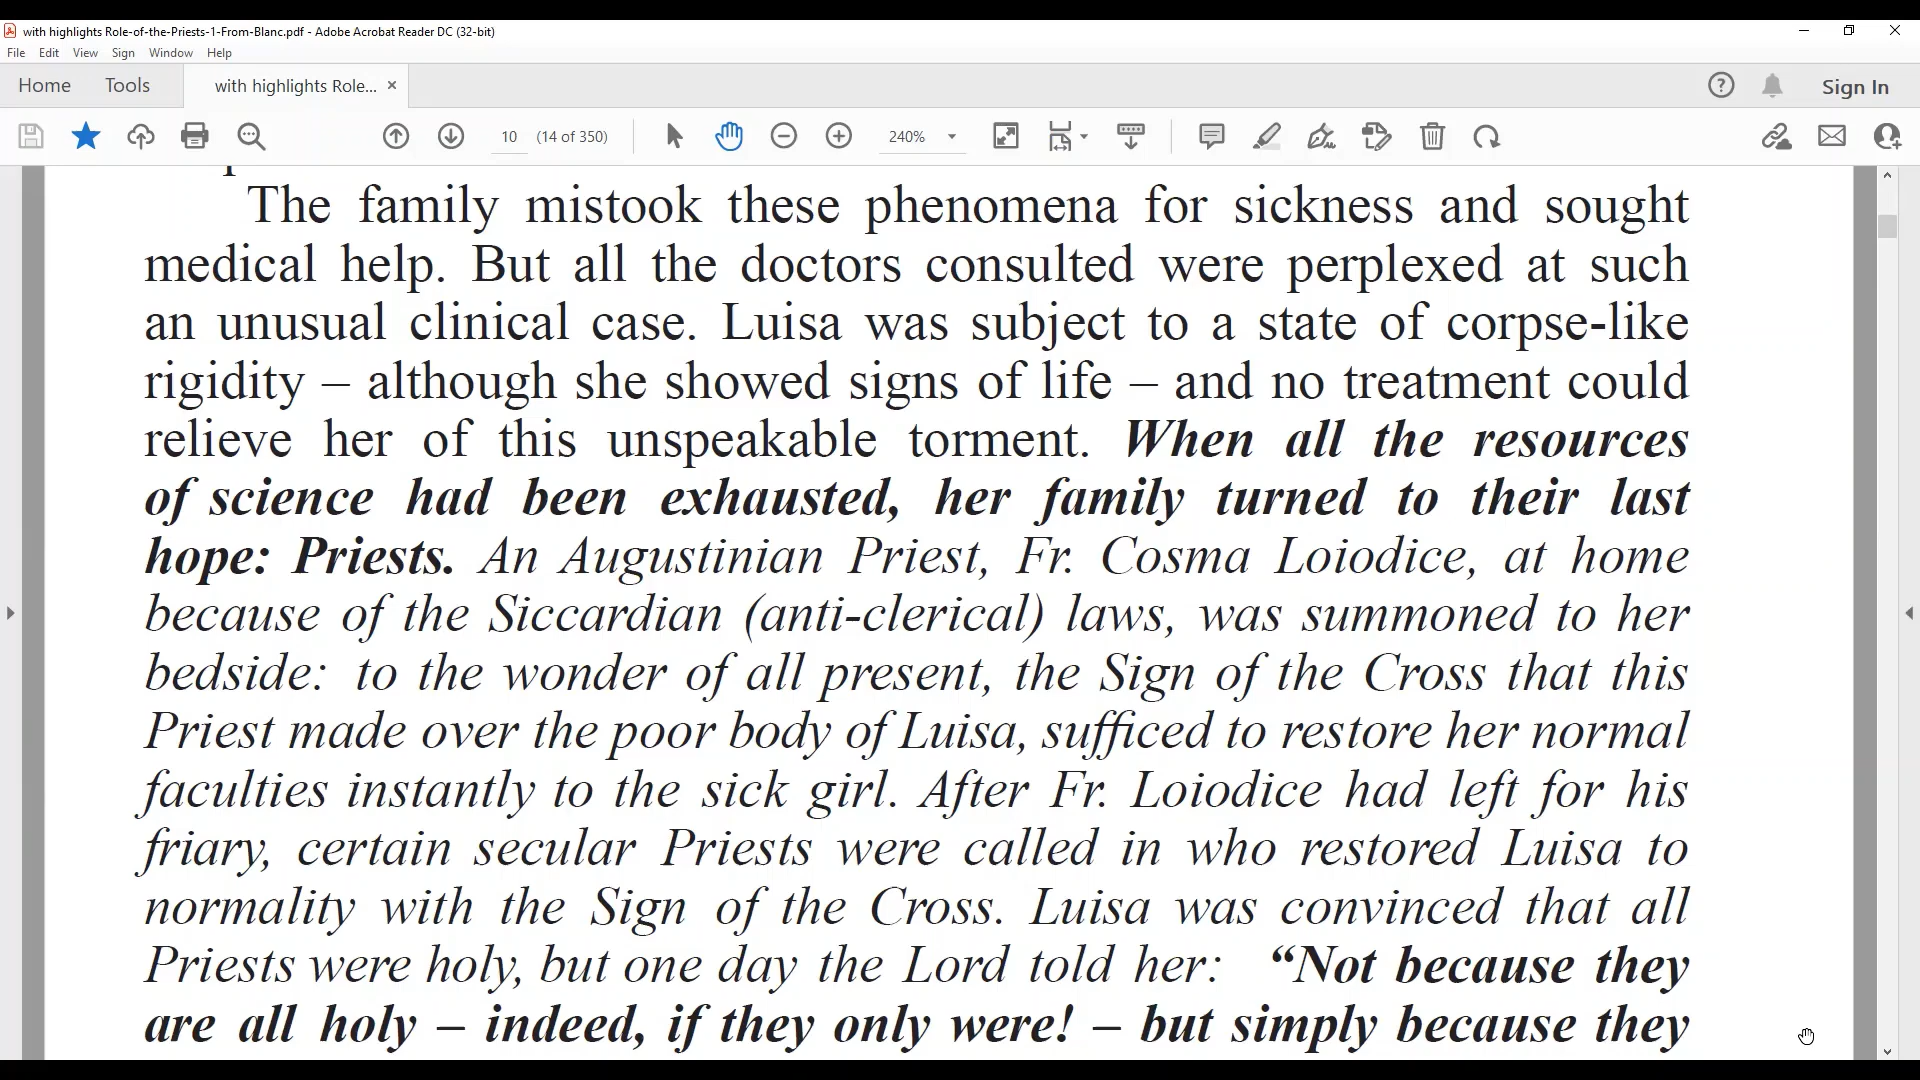 with highlights Role-of-the-Priests-1-From-Blanc.pdf - Adobe Acrobat Reader DC (32-bit)
File Edit View Sign Window Help
Home Tools with highlights Role... × Sign In
10 (14 of 350) 240%
The family mistook these phenomena for sickness and sought
medical help. But all the doctors consulted were perplexed at such
an unusual clinical case. Luisa was subject to a state of corpse-like
rigidity – although she showed signs of life – and no treatment could
relieve her of this unspeakable torment. When all the resources
of science had been exhausted, her family turned to their last
hope: Priests. An Augustinian Priest, Fr. Cosma Loiodice, at home
because of the Siccardian (anti-clerical) laws, was summoned to her
bedside: to the wonder of all present, the Sign of the Cross that this
Priest made over the poor body of Luisa, sufficed to restore her normal
faculties instantly to the sick girl. After Fr. Loiodice had left for his
friary, certain secular Priests were called in who restored Luisa to
normality with the Sign of the Cross. Luisa was convinced that all
Priests were holy, but one day the Lord told her: “Not because they
are all holy – indeed, if they only were! – but simply because they